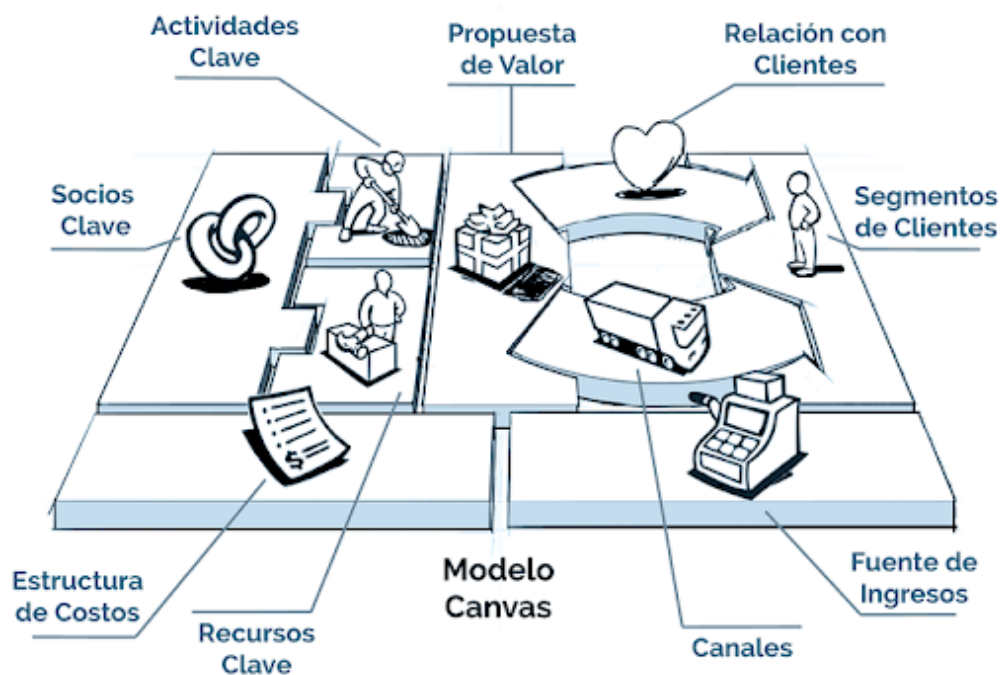 Actividades
Clave
Propuesta
de Valor
Relación con
Clientes
Socios
Clave
Segmentos
de Clientes
Estructura
de Costos
Recursos
Clave
Modelo
Canvas
Canales
Fuente de
Ingresos